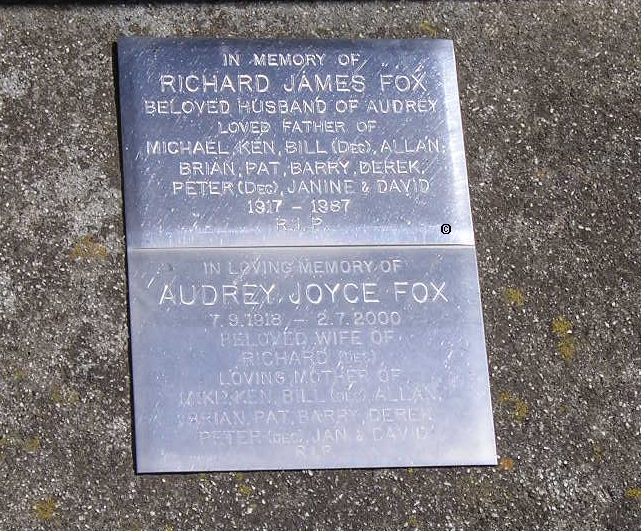 IN MEMORY OF
RICHARD JAMES FOX
BELOVED HUSBAND OF AUDREY
LOVED FATHER OF
MICHAEL, KEN, BILL (DEC), ALLAN,
BRIAN, PAT, BARRY, DEREK,
PETER (DEC), JANINE & DAVID
1917 – 1967
R.I.P.
©
IN LOVING MEMORY OF
AUDREY JOYCE FOX
7.9.1918 – 2.7.2000
BELOVED WIFE OF
RICHARD (DEC)
LOVING MOTHER OF
KEN, BILL (DEC), ALLAN,
BRIAN, PAT, BARRY, DEREK,
PETER (DEC), JAN & DAVID
R.I.P.